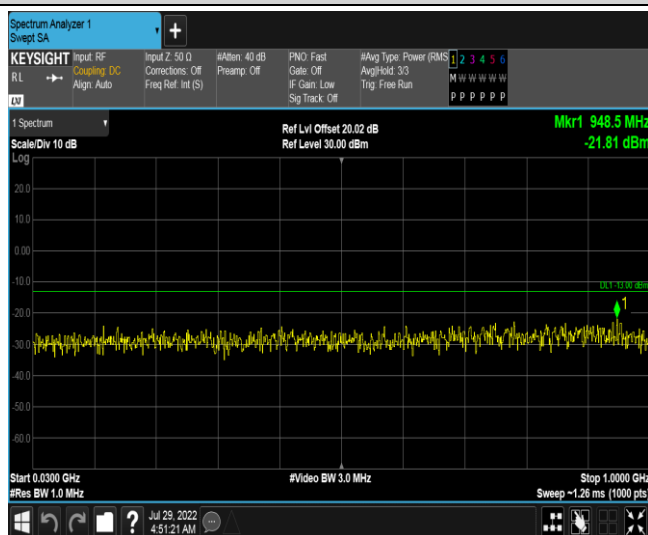 Spectrum Analyzer 1
Swept SA
+
KEYSIGHT
RL
LXI
Input: RF
Coupling: DC
Align: Auto
Input Z: 50 Ω
Corrections: Off
Freq Ref: Int (S)
#Atten: 40 dB
Preamp: Off
PNO: Fast
Gate: Off
IF Gain: Low
Sig Track: Off
#Avg Type: Power (RMS
Avg|Hold: 3/3
Trig: Free Run
1 2 3 4 5 6
M W W W W W
P P P P P P
1 Spectrum
Scale/Div 10 dB
Log
Ref Lvl Offset 20.02 dB
Ref Level 30.00 dBm
Mkr1 948.5 MHz
-21.81 dBm
20.0
10.0
0.00
-10.0
DL1 -13.00 dBm
1
-20.0
-30.0
-40.0
-50.0
-60.0
Start 0.0300 GHz
#Res BW 1.0 MHz
#Video BW 3.0 MHz
Stop 1.0000 GHz
Sweep ~1.26 ms (1000 pts)
?
Jul 29, 2022
4:51:21 AM